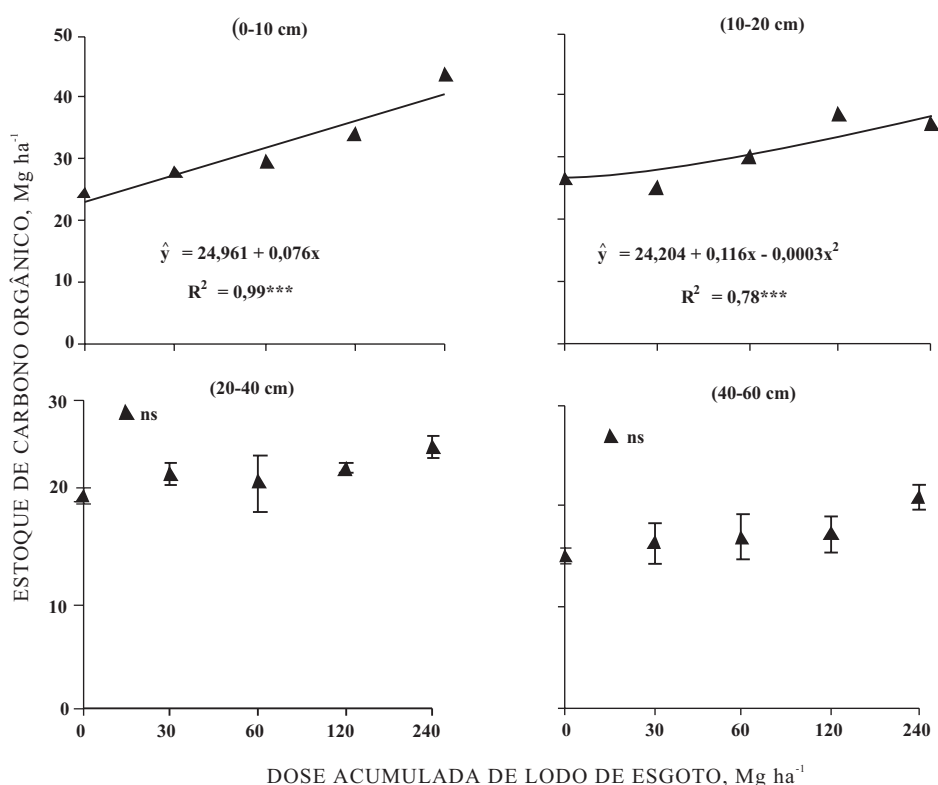 ESTOQUE DE CARBONO ORGÂNICO, Mg ha⁻¹
(0-10 cm)
50
40
30
20
10
0
ŷ = 24,961 + 0,076x
R² = 0,99***
(10-20 cm)
ŷ = 24,204 + 0,116x - 0,0003x²
R² = 0,78***
(20-40 cm)
30
20
10
0
ns
0 30 60 120 240
(40-60 cm)
ns
0 30 60 120 240
DOSE ACUMULADA DE LODO DE ESGOTO, Mg ha⁻¹